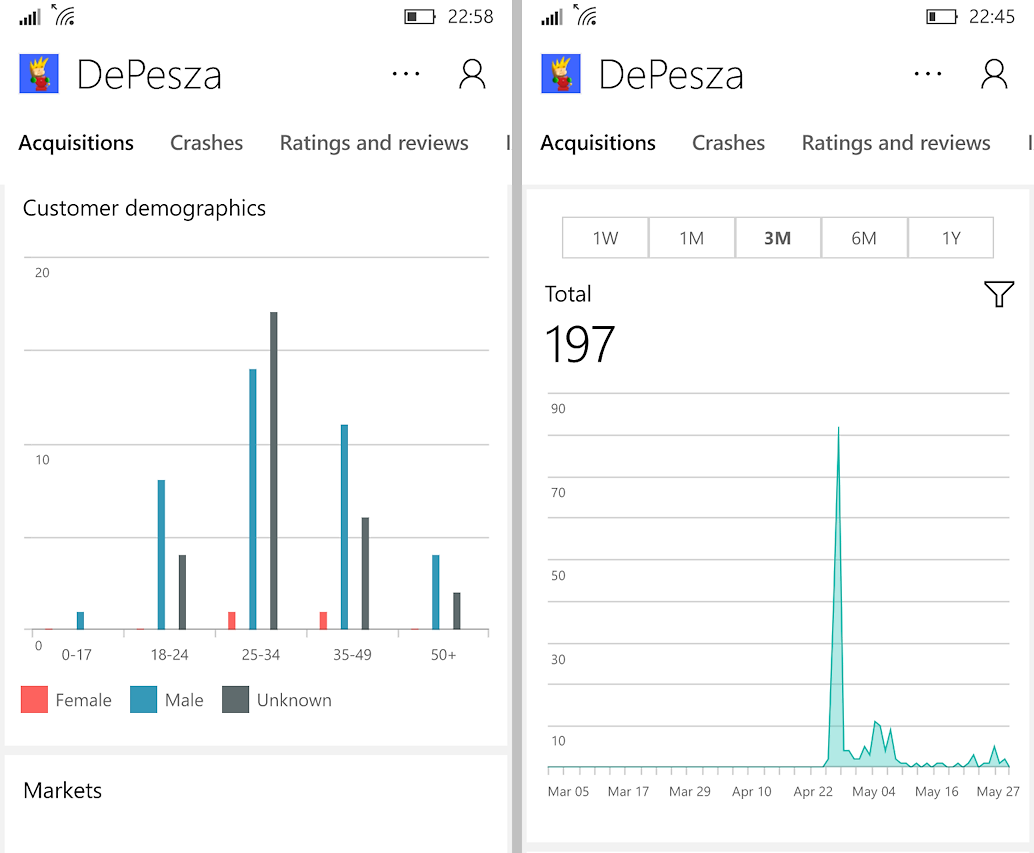 22:58
DePesza
Acquisitions Crashes Ratings and reviews
Customer demographics
20
10
0
0-17 18-24 25-34 35-49 50+
Female Male Unknown
Markets
22:45
DePesza
Acquisitions Crashes Ratings and reviews
1W 1M 3M 6M 1Y
Total
197
90
70
50
30
10
Mar 05 Mar 17 Mar 29 Apr 10 Apr 22 May 04 May 16 May 27